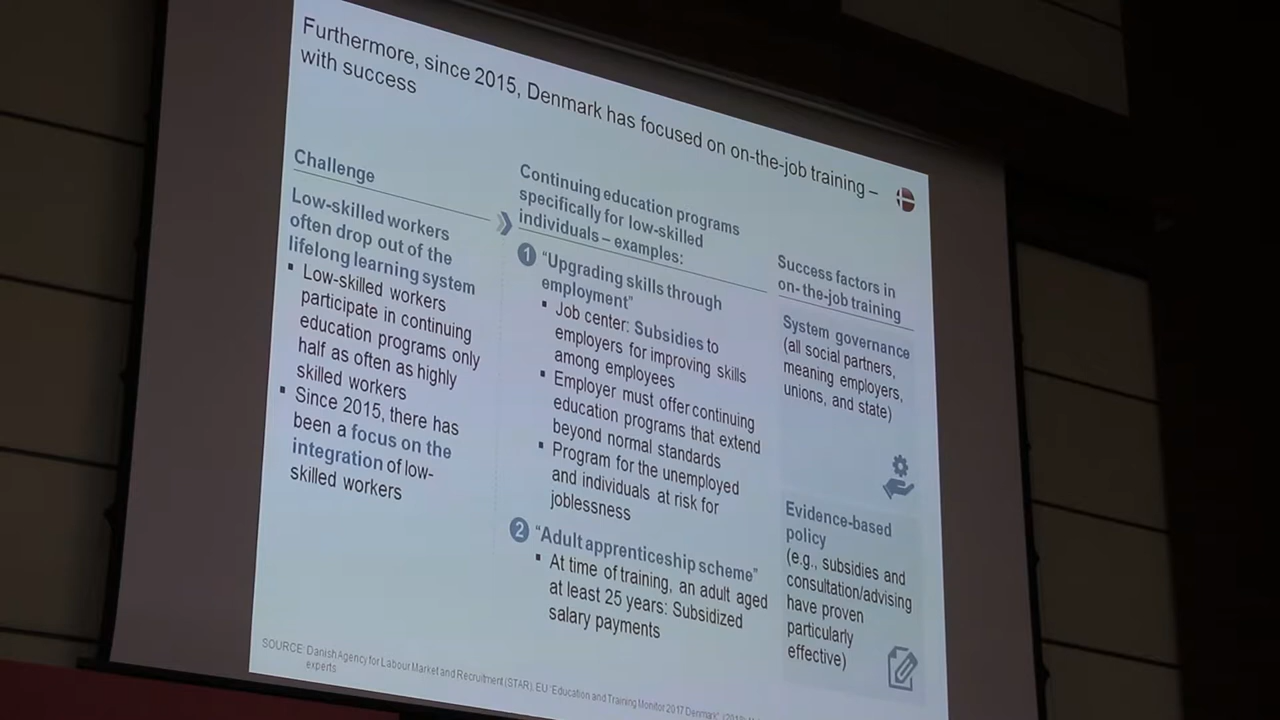 Furthermore, since 2015, Denmark has focused on on-the-job training –
with success
Challenge
Low-skilled workers
often drop out of the
lifelong learning system
▪ Low-skilled workers
participate in continuing
education programs only
half as often as highly
skilled workers
▪ Since 2015, there has
been a focus on the
integration of low-
skilled workers
Continuing education programs
specifically for low-skilled
individuals – examples:
1 "Upgrading skills through
employment"
▪ Job center: Subsidies to
employers for improving skills
among employees
▪ Employer must offer continuing
education programs that extend
beyond normal standards
▪ Program for the unemployed
and individuals at risk for
joblessness
2 "Adult apprenticeship scheme"
▪ At time of training, an adult aged
at least 25 years: Subsidized
salary payments
Success factors in
on- the-job training
System governance
(all social partners,
meaning employers,
unions, and state)
Evidence-based
policy
(e.g., subsidies and
consultation/advising
have proven
particularly
effective)
SOURCE: Danish Agency for Labour Market and Recruitment (STAR), EU "Education and Training Monitor 2017 Denmark"
experts